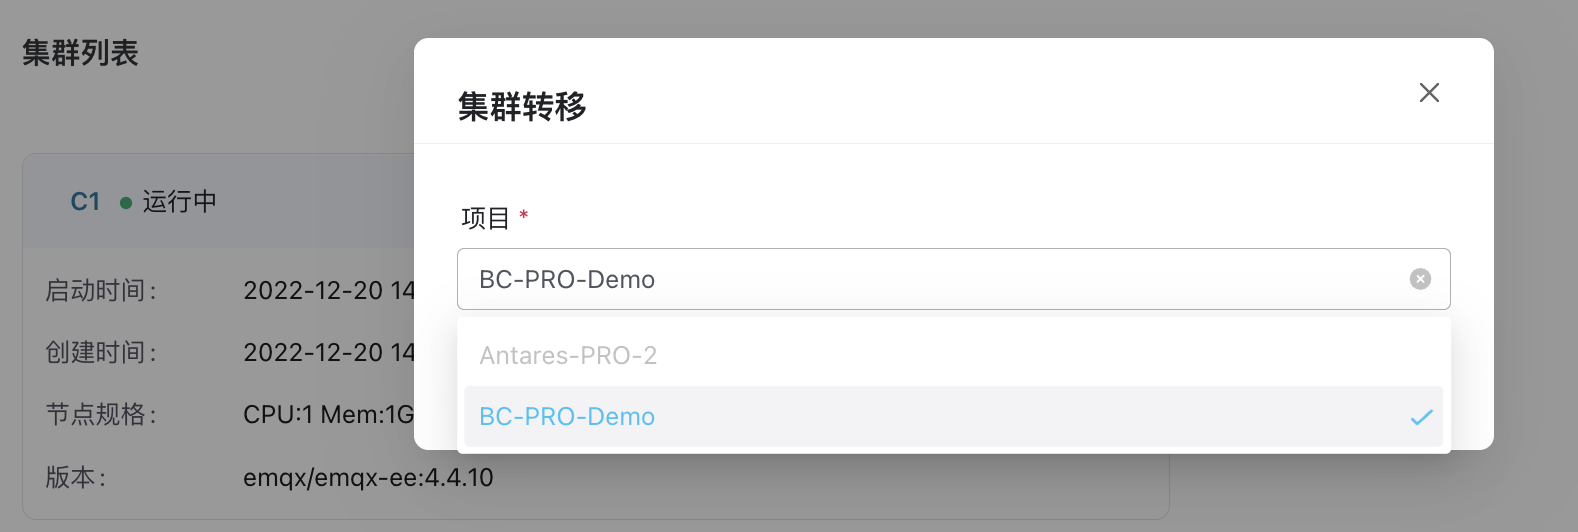 集群列表
集群转移
C1 运行中
项目 *
BC-PRO-Demo
Antares-PRO-2
BC-PRO-Demo
启动时间：
2022-12-20 14
创建时间：
2022-12-20 14
节点规格：
CPU:1 Mem:1G
版本：
emqx/emqx-ee:4.4.10